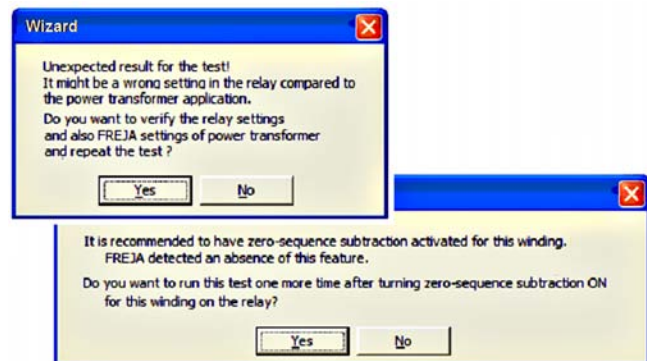 Wizard
Unexpected result for the test!
It might be a wrong setting in the relay compared to
the power transformer application.
Do you want to verify the relay settings
and also FREJA settings of power transformer
and repeat the test ?
Yes No
It is recommended to have zero-sequence subtraction activated for this winding.
FREJA detected an absence of this feature.
Do you want to run this test one more time after turning zero-sequence subtraction ON
for this winding on the relay?
Yes No